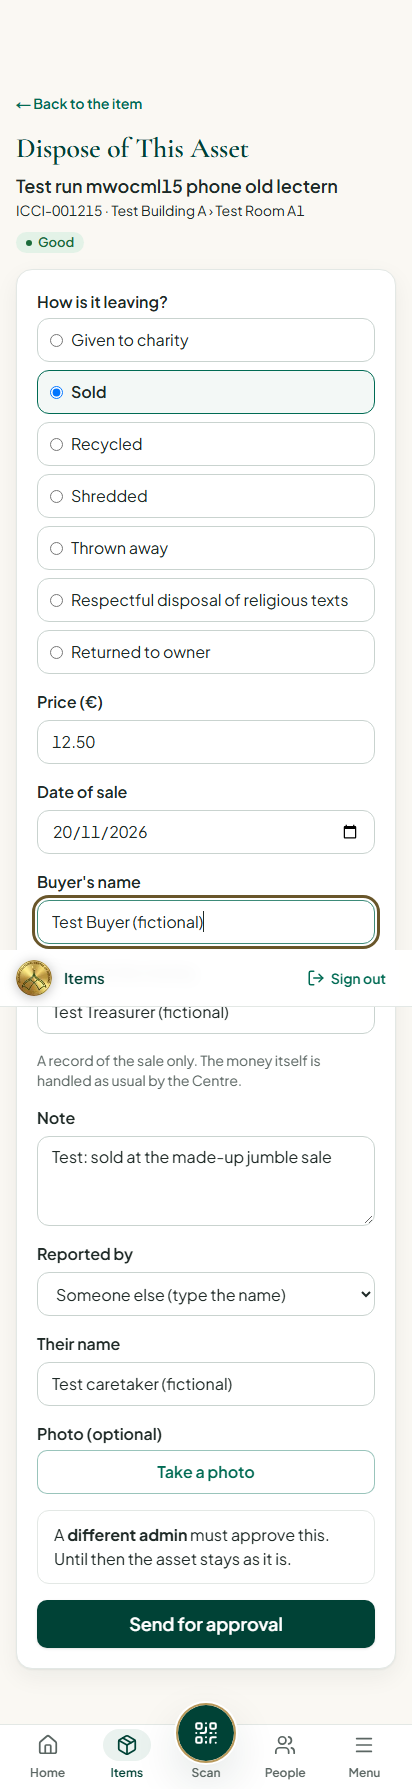 ← Back to the item
Dispose of This Asset
Test run mwocml15 phone old lectern
ICCI-001215 · Test Building A › Test Room A1
Good
How is it leaving?
Given to charity
Sold
Recycled
Shredded
Thrown away
Respectful disposal of religious texts
Returned to owner
Price (€)
12.50
Date of sale
20/11/2026
Buyer's name
Test Buyer (fictional)
Items
Sign out
Test Treasurer (fictional)
A record of the sale only. The money itself is
handled as usual by the Centre.
Note
Test: sold at the made-up jumble sale
Reported by
Someone else (type the name)
Their name
Test caretaker (fictional)
Photo (optional)
Take a photo
A different admin must approve this.
Until then the asset stays as it is.
Send for approval
Home
Items
Scan
People
Menu